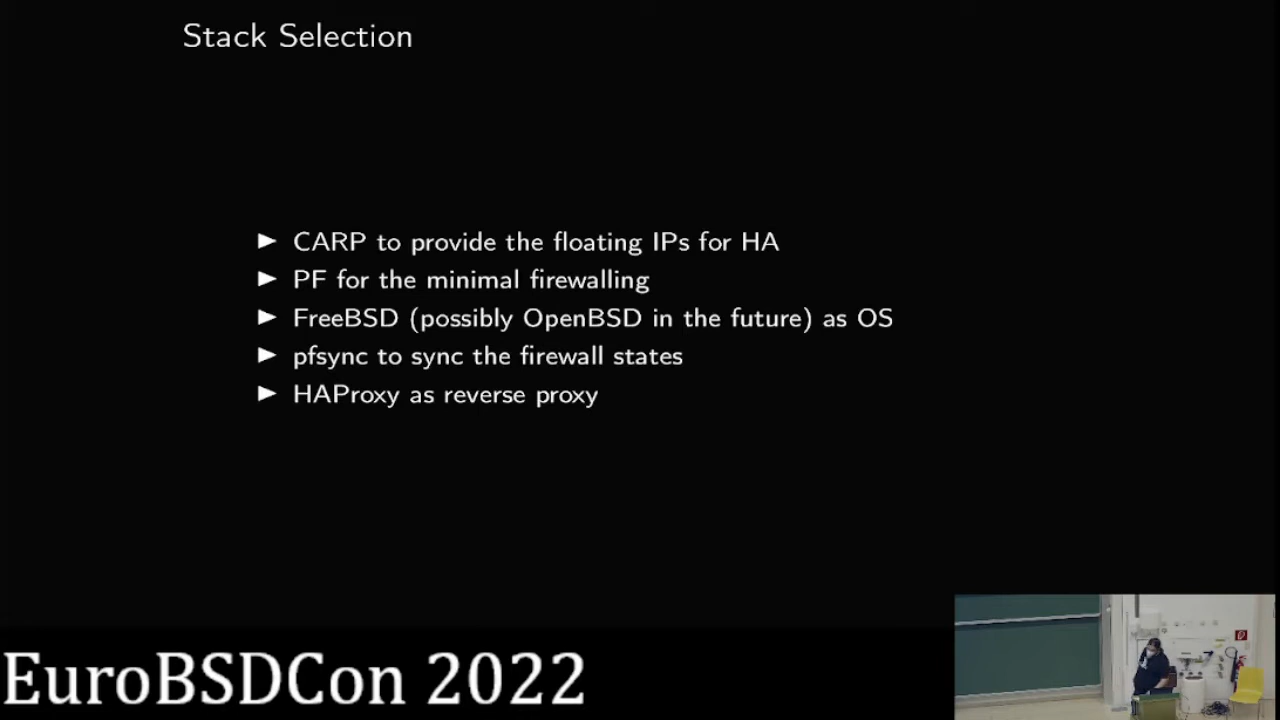 Stack Selection
► CARP to provide the floating IPs for HA
► PF for the minimal firewalling
► FreeBSD (possibly OpenBSD in the future) as OS
► pfsync to sync the firewall states
► HAProxy as reverse proxy
EuroBSDCon 2022